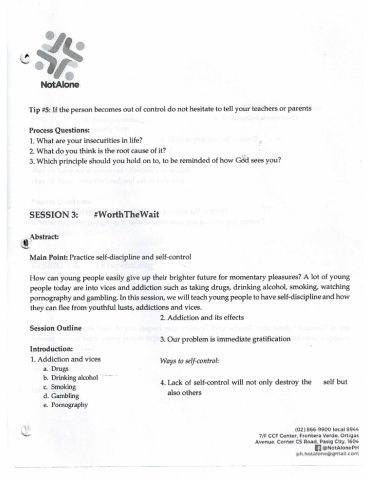 NotAlone
Tip #5: If the person becomes out of control do not hesitate to tell your teachers or parents
Process Questions:
1. What are your insecurities in life?
2. What do you think is the root cause of it?
3. Which principle should you hold on to, to be reminded of how God sees you?
SESSION 3: #WorthTheWait
Abstract:
Main Point: Practice self-discipline and self-control
How can young people easily give up their brighter future for momentary pleasures? A lot of young
people today are into vices and addiction such as taking drugs, drinking alcohol, smoking, watching
pornography and gambling. In this session, we will teach young people to have self-discipline and how
they can flee from youthful lusts, addictions and vices.
2. Addiction and its effects
Session Outline
3. Our problem is immediate gratification
Introduction:
1. Addiction and vices
Ways to self-control:
a. Drugs
b. Drinking alcohol
c. Smoking
d. Gambling
e. Pornography
4. Lack of self-control will not only destroy the self but
also others
(02) 866-9900 local 8944
7/F CCF Center, Frontera Verde, Ortigas
Avenue, Corner C5 Road, Pasig City, 1604
@NotAlonePH
ph.notalone@gmail.com